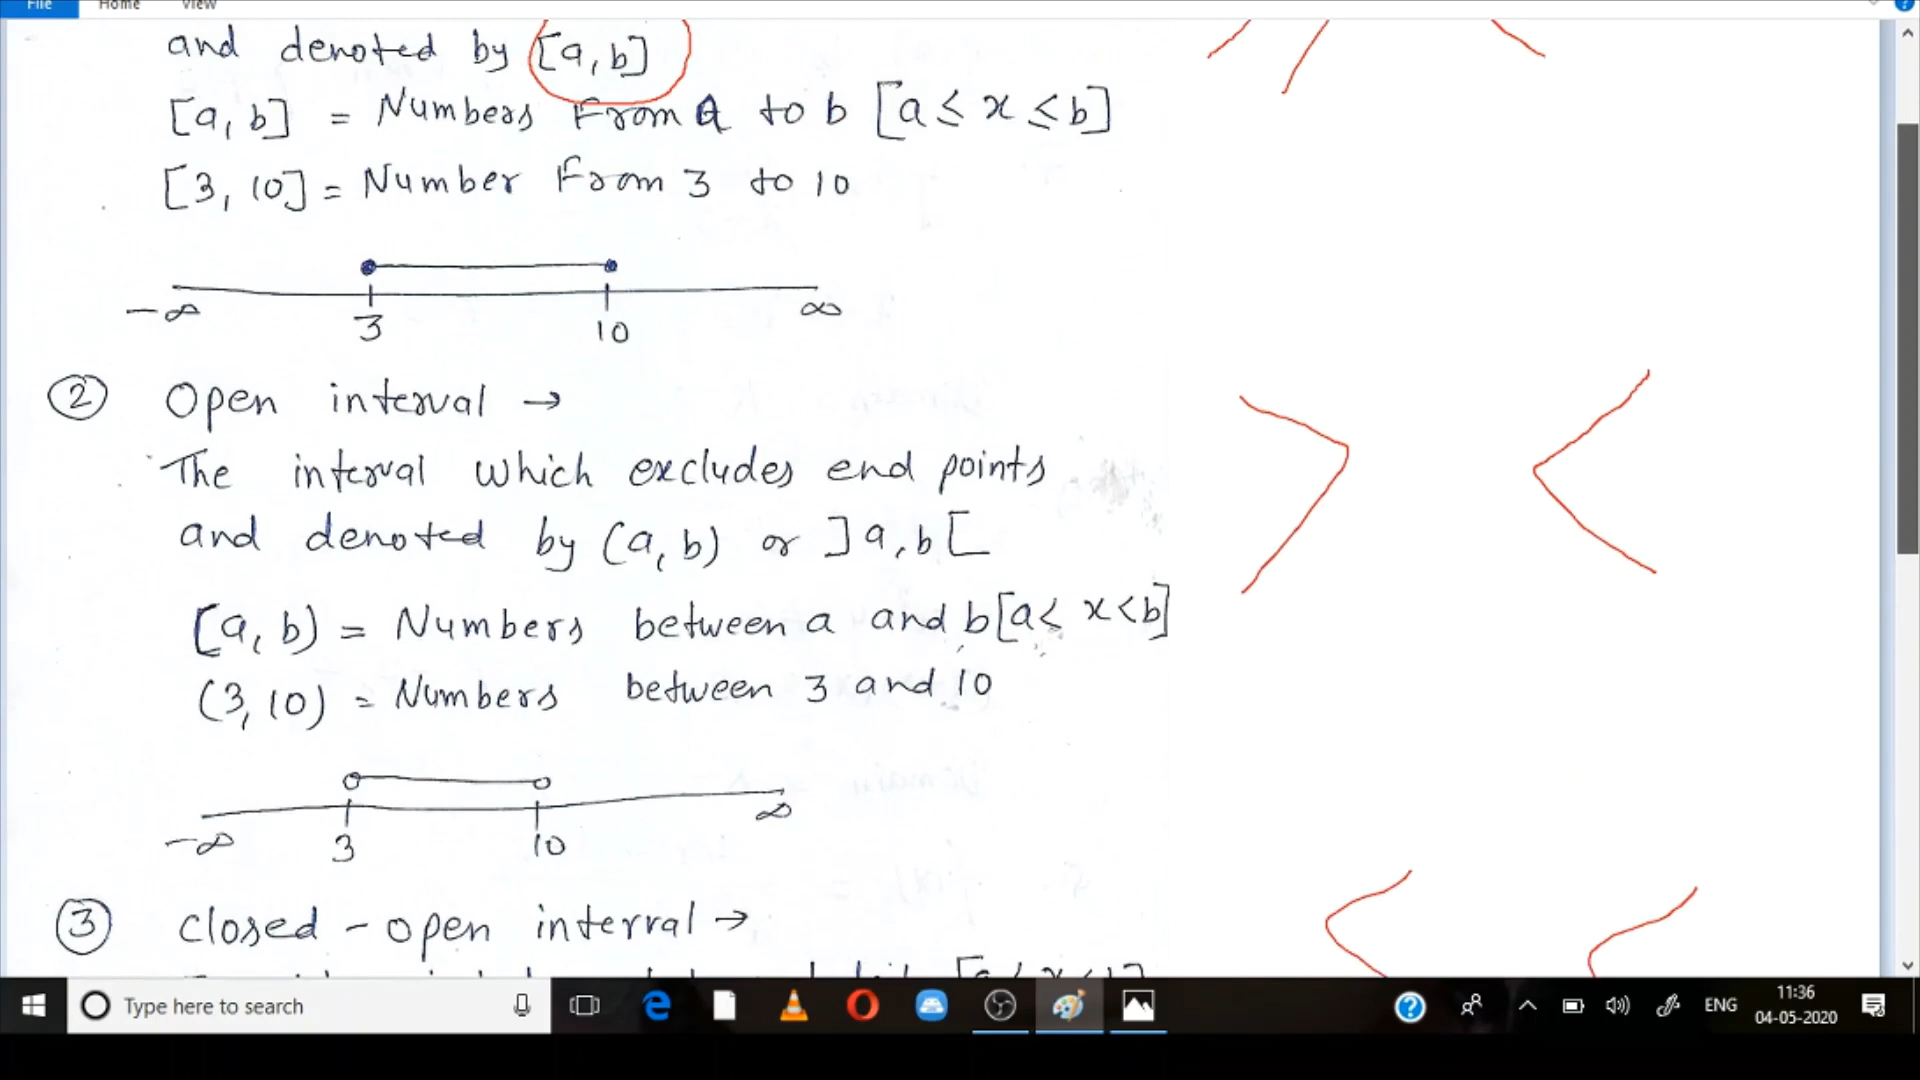 File Home View
and denoted by [a, b]
[a, b] = Numbers From a to b [a ≤ x ≤ b]
[3, 10] = Number From 3 to 10
-∞ 3 10 ∞
② Open interval →
The interval which excludes end points
and denoted by (a, b) or ]a, b[
[a, b) = Numbers between a and b [a < x < b]
(3, 10) = Numbers between 3 and 10
-∞ 3 10 ∞
③ closed - open interval →
Type here to search
ENG
11:36
04-05-2020